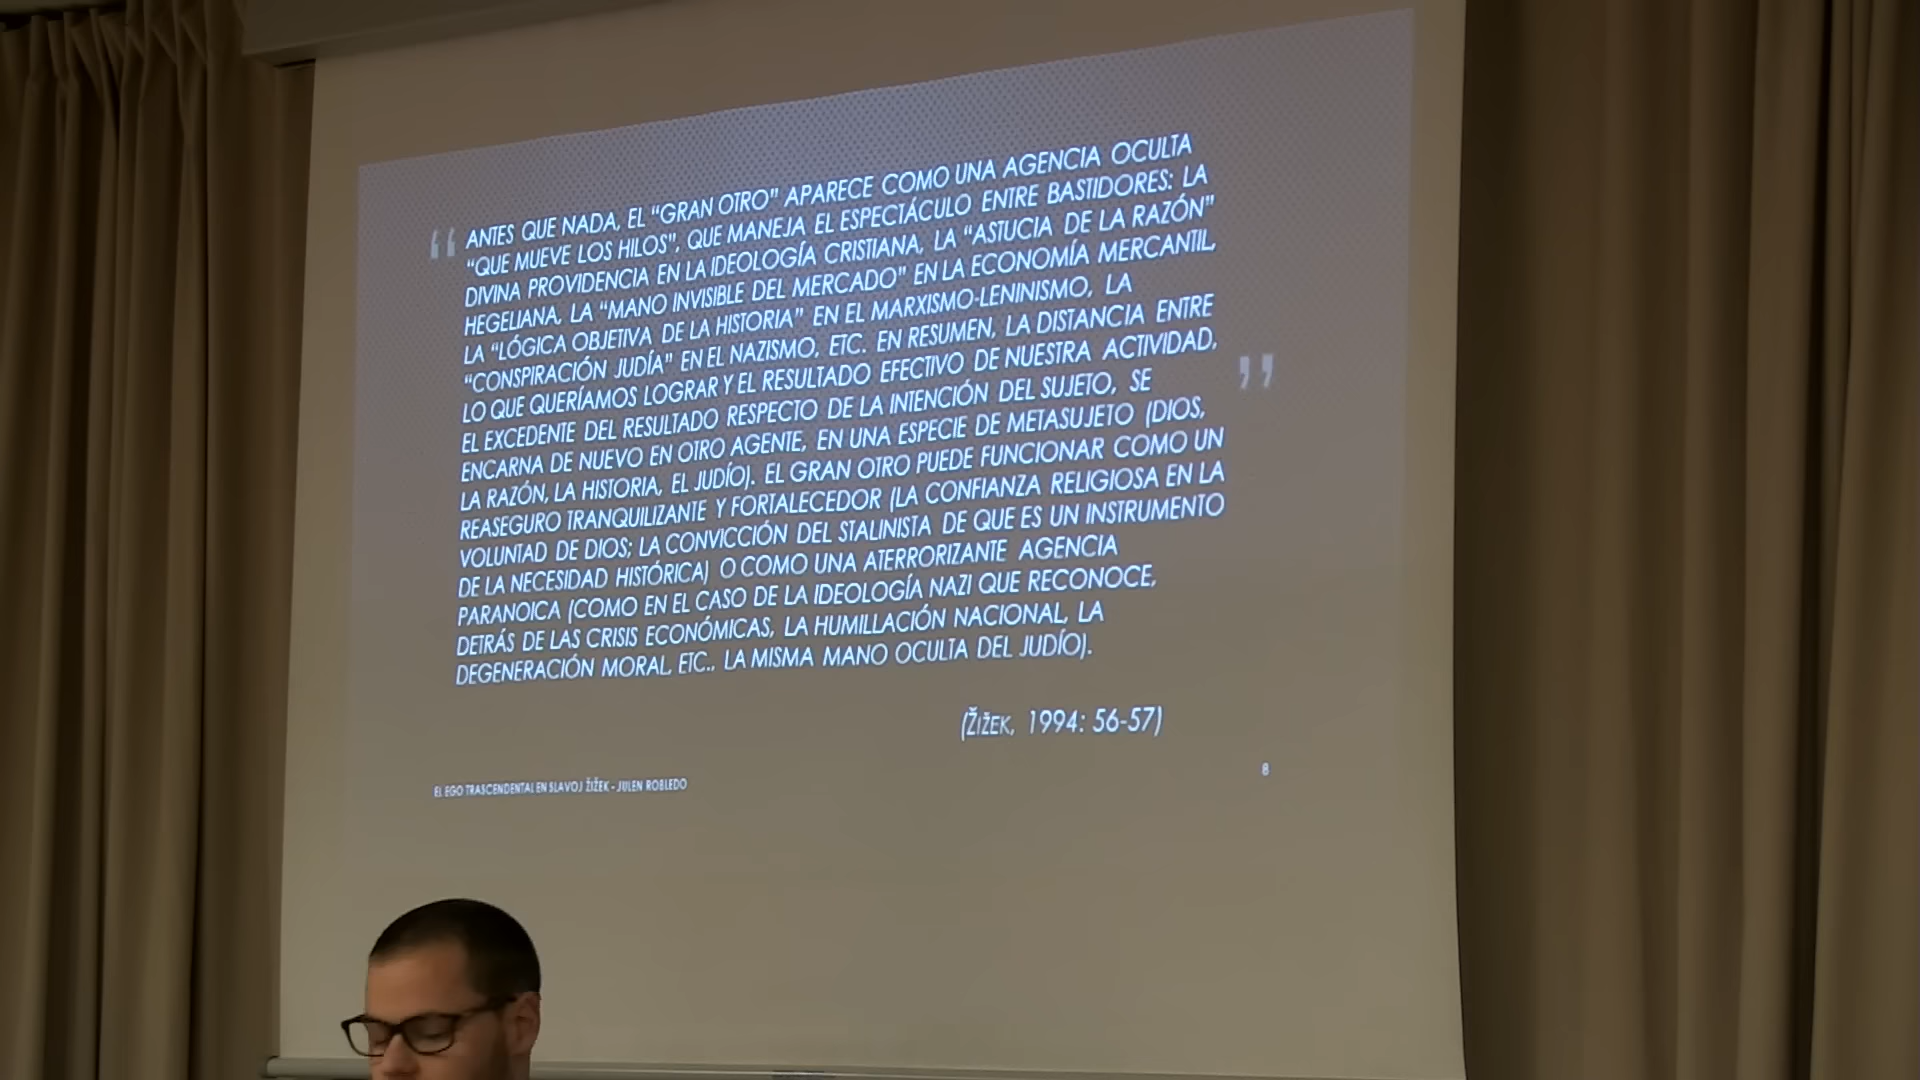 “
ANTES QUE NADA, EL “GRAN OTRO” APARECE COMO UNA AGENCIA OCULTA
“QUE MUEVE LOS HILOS”, QUE MANEJA EL ESPECTÁCULO ENTRE BASTIDORES: LA
DIVINA PROVIDENCIA EN LA IDEOLOGÍA CRISTIANA, LA “ASTUCIA DE LA RAZÓN”
HEGELIANA, LA “MANO INVISIBLE DEL MERCADO” EN LA ECONOMÍA MERCANTIL,
LA “LÓGICA OBJETIVA DE LA HISTORIA” EN EL MARXISMO-LENINISMO, LA
“CONSPIRACIÓN JUDÍA” EN EL NAZISMO, ETC. EN RESUMEN, LA DISTANCIA ENTRE
LO QUE QUERÍAMOS LOGRAR Y EL RESULTADO EFECTIVO DE NUESTRA ACTIVIDAD,
EL EXCEDENTE DEL RESULTADO RESPECTO DE LA INTENCIÓN DEL SUJETO, SE
ENCARNA DE NUEVO EN OTRO AGENTE, EN UNA ESPECIE DE METASUJETO (DIOS,
LA RAZÓN, LA HISTORIA, EL JUDÍO). EL GRAN OTRO PUEDE FUNCIONAR COMO UN
REASEGURO TRANQUILIZANTE Y FORTALECEDOR (LA CONFIANZA RELIGIOSA EN LA
VOLUNTAD DE DIOS; LA CONVICCIÓN DEL STALINISTA DE QUE ES UN INSTRUMENTO
DE LA NECESIDAD HISTÓRICA) O COMO UNA ATERRORIZANTE AGENCIA
PARANOICA (COMO EN EL CASO DE LA IDEOLOGÍA NAZI QUE RECONOCE,
DETRÁS DE LAS CRISIS ECONÓMICAS, LA HUMILLACIÓN NACIONAL, LA
DEGENERACIÓN MORAL, ETC., LA MISMA MANO OCULTA DEL JUDÍO).
”
(ŽIŽEK, 1994: 56-57)
EL EGO TRASCENDENTAL EN SLAVOJ ŽIŽEK - JULEN ROBLEDO
8